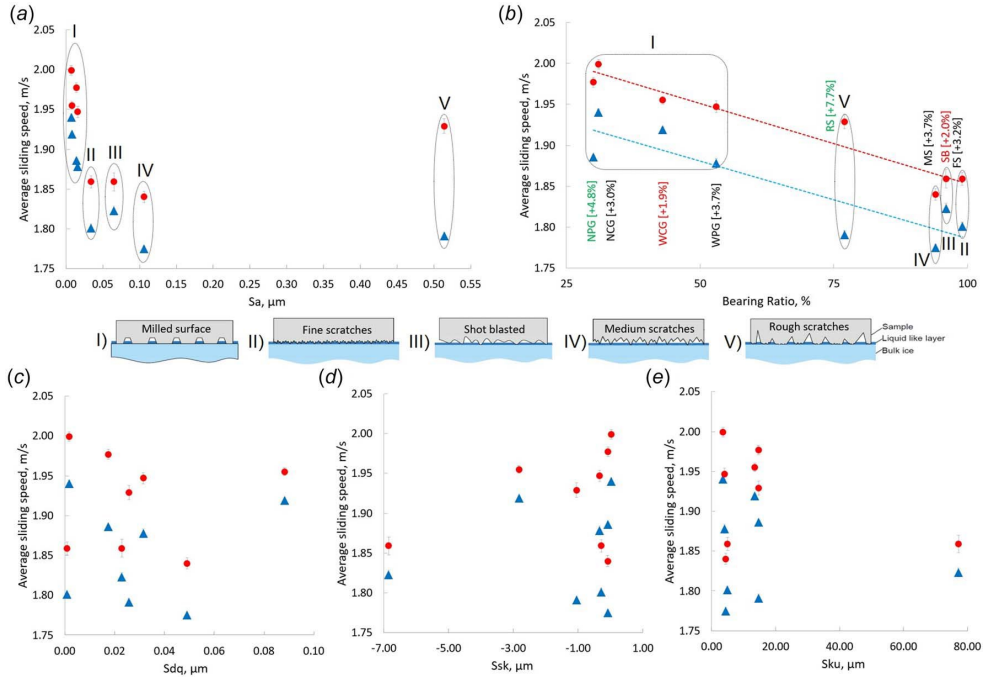 (a)
I
II
III
IV
V
Average sliding speed, m/s
2.05
2.00
1.95
1.90
1.85
1.80
1.75
0.00 0.05 0.10 0.15 0.20 0.25 0.30 0.35 0.40 0.45 0.50 0.55
Sa, µm
(b)
I
V
IV
III
II
NPG [+4.8%]
NCG [+3.0%]
WCG [+1.9%]
WPG [+3.7%]
RS [+7.7%]
MS [+3.7%]
SB [+2.0%]
FS [+3.2%]
Average sliding speed, m/s
2.05
2.00
1.95
1.90
1.85
1.80
1.75
25 50 75 100
Bearing Ratio, %
I) Milled surface
II) Fine scratches
III) Shot blasted
IV) Medium scratches
V) Rough scratches
Sample
Liquid like layer
Bulk ice
(c)
Average sliding speed, m/s
2.05
2.00
1.95
1.90
1.85
1.80
1.75
0.00 0.02 0.04 0.06 0.08 0.10
Sdq, µm
(d)
Average sliding speed, m/s
2.05
2.00
1.95
1.90
1.85
1.80
1.75
-7.00 -5.00 -3.00 -1.00 1.00
Ssk, µm
(e)
Average sliding speed, m/s
2.05
2.00
1.95
1.90
1.85
1.80
1.75
0.00 20.00 40.00 60.00 80.00
Sku, µm